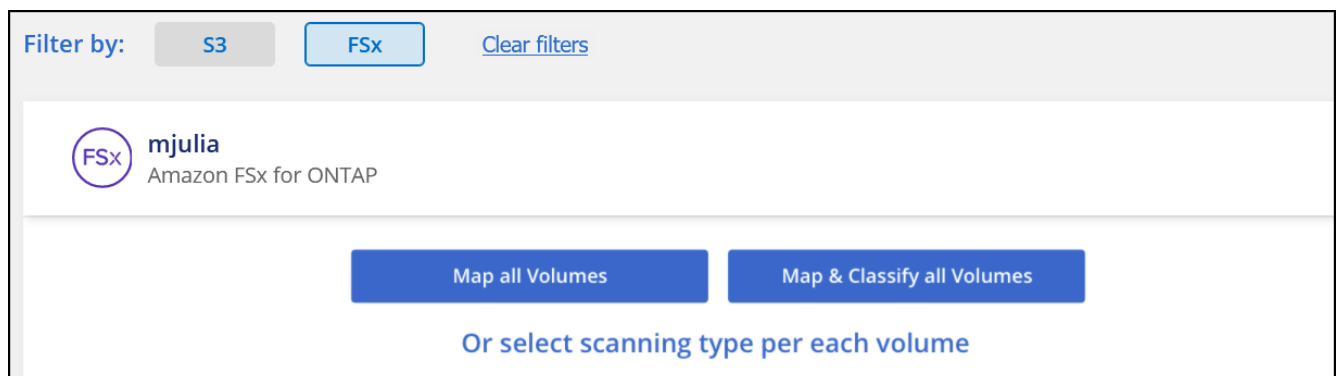 Filter by: S3 FSx Clear filters
FSx mjulia
Amazon FSx for ONTAP
Map all Volumes Map & Classify all Volumes
Or select scanning type per each volume